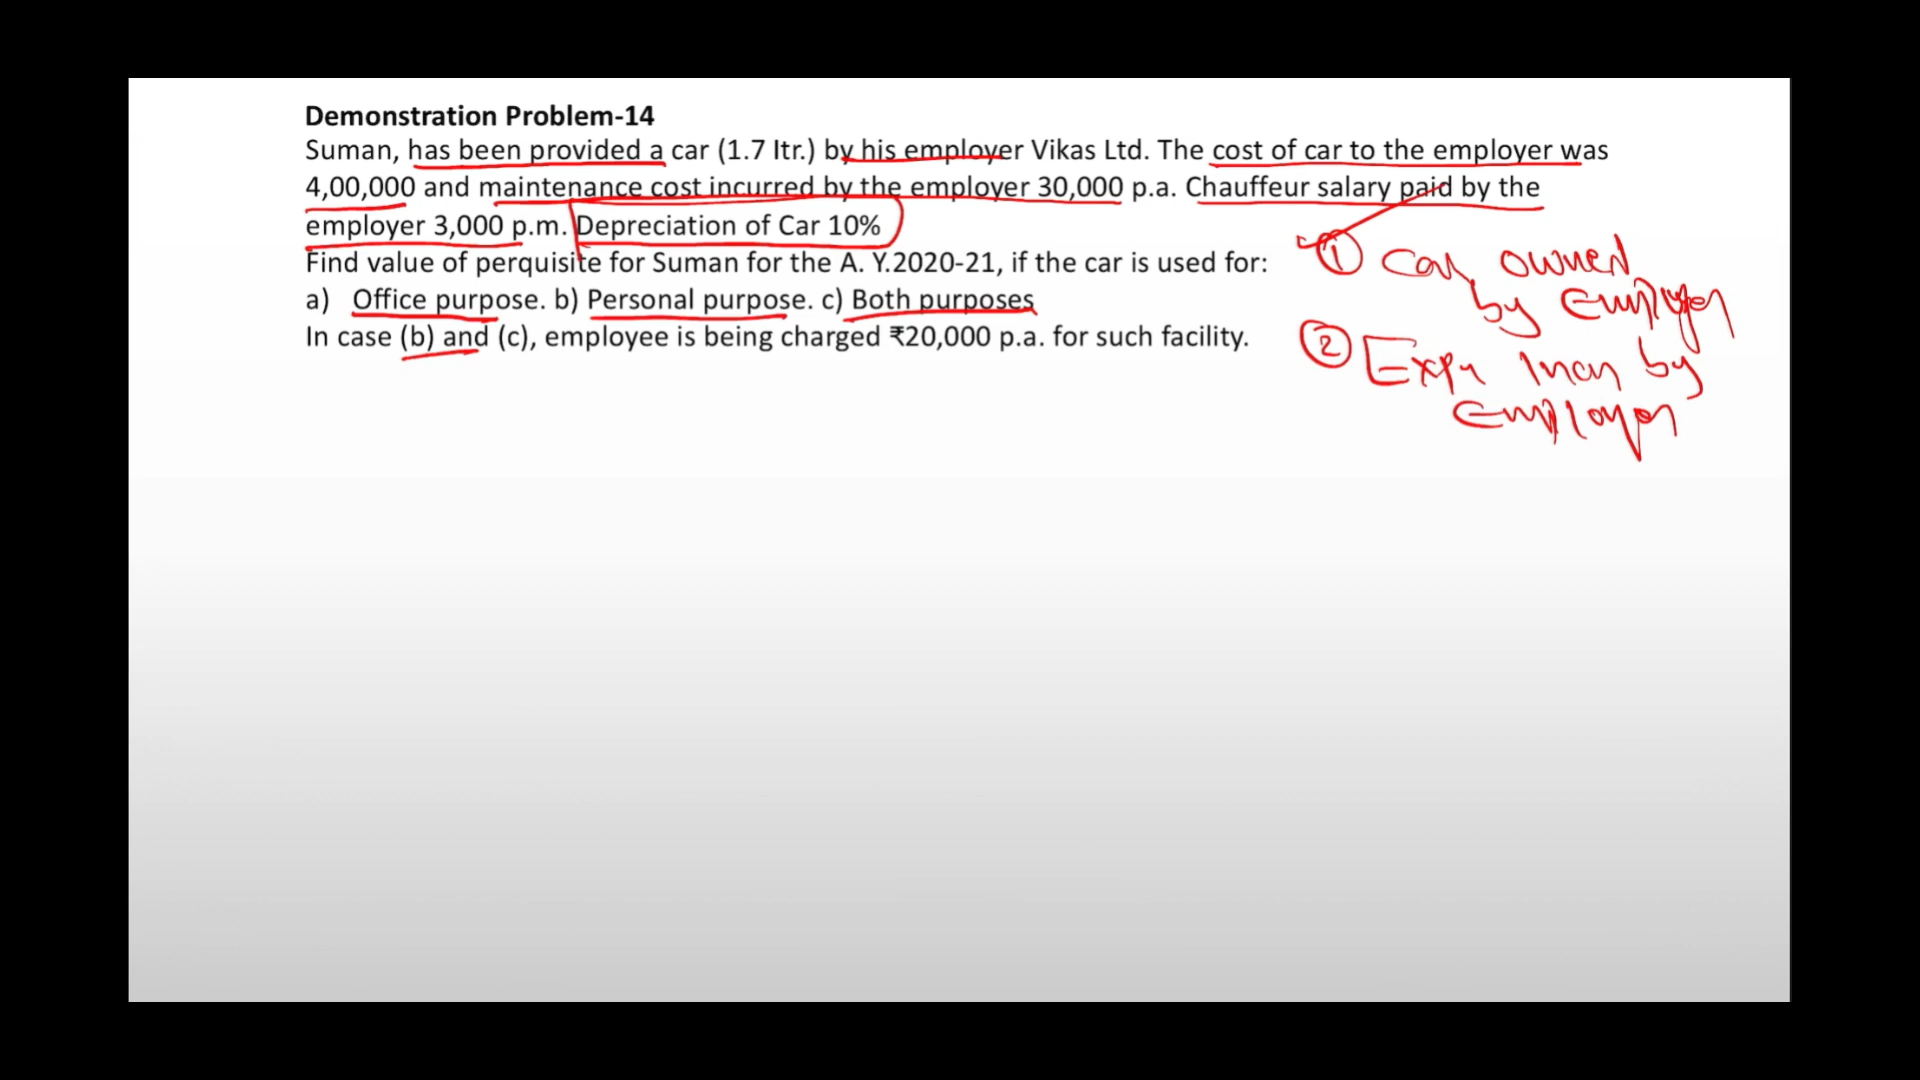 Demonstration Problem-14
Suman, has been provided a car (1.7 ltr.) by his employer Vikas Ltd. The cost of car to the employer was
4,00,000 and maintenance cost incurred by the employer 30,000 p.a. Chauffeur salary paid by the
employer 3,000 p.m. Depreciation of Car 10%
Find value of perquisite for Suman for the A. Y.2020-21, if the car is used for:
a) Office purpose. b) Personal purpose. c) Both purposes
In case (b) and (c), employee is being charged ₹20,000 p.a. for such facility.
① Car owned
by Employer
② Exp
by
Employer